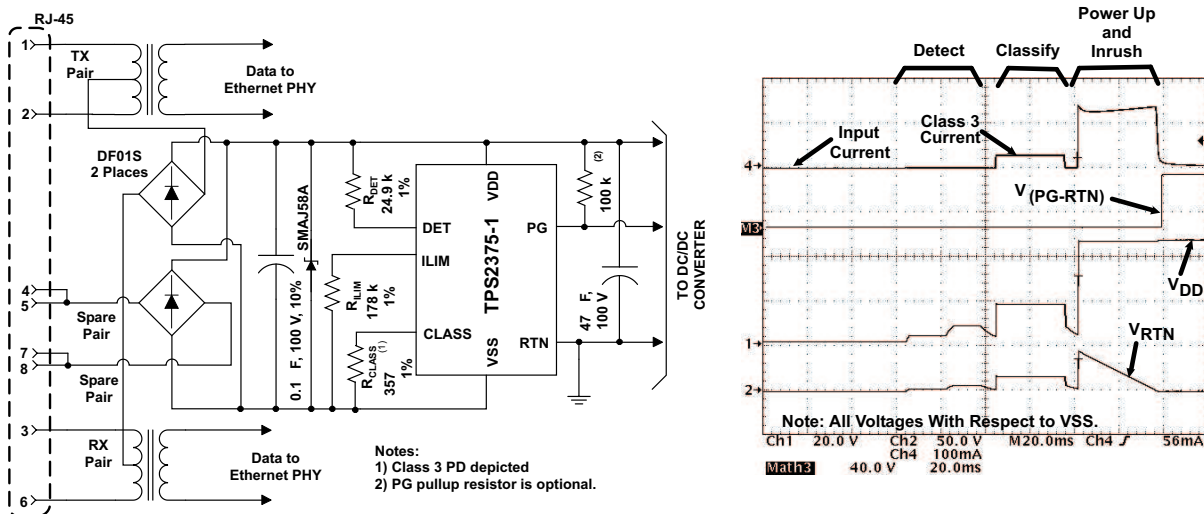 RJ-45
1
TX
Pair
2
Data to
Ethernet PHY
DF01S
2 Places
4
5
Spare
Pair
7
8
Spare
Pair
3
RX
Pair
6
Data to
Ethernet PHY
0.1 F, 100 V, 10%
SMAJ58A
RDET
24.9 k
1%
RILIM
178 k
1%
RCLASS(1)
357
1%
DET
ILIM
CLASS
VDD
TPS2375-1
VSS
PG
RTN
(2)
100 k
47 F,
100 V
TO DC/DC
CONVERTER
Notes:
1) Class 3 PD depicted
2) PG pullup resistor is optional.
Detect
Classify
Power Up
and
Inrush
Input
Current
Class 3
Current
V(PG-RTN)
VDD
VRTN
4
M3
1
2
Note: All Voltages With Respect to VSS.
Ch1 20.0 V Ch2 50.0 V M20.0ms Ch4 56mA
Ch4 100mA
Math3 40.0 V 20.0ms